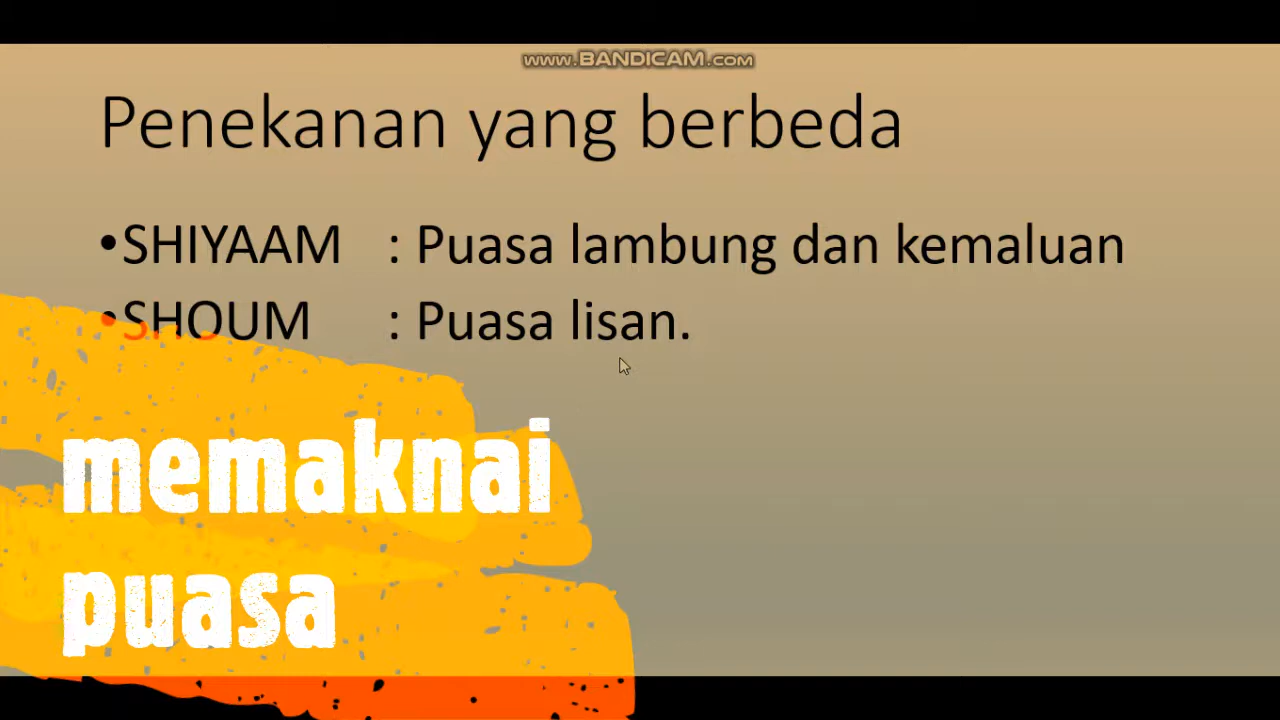 www.BANDICAM.com
Penekanan yang berbeda
•SHIYAAM : Puasa lambung dan kemaluan
•SHOUM : Puasa lisan.
memaknai
puasa